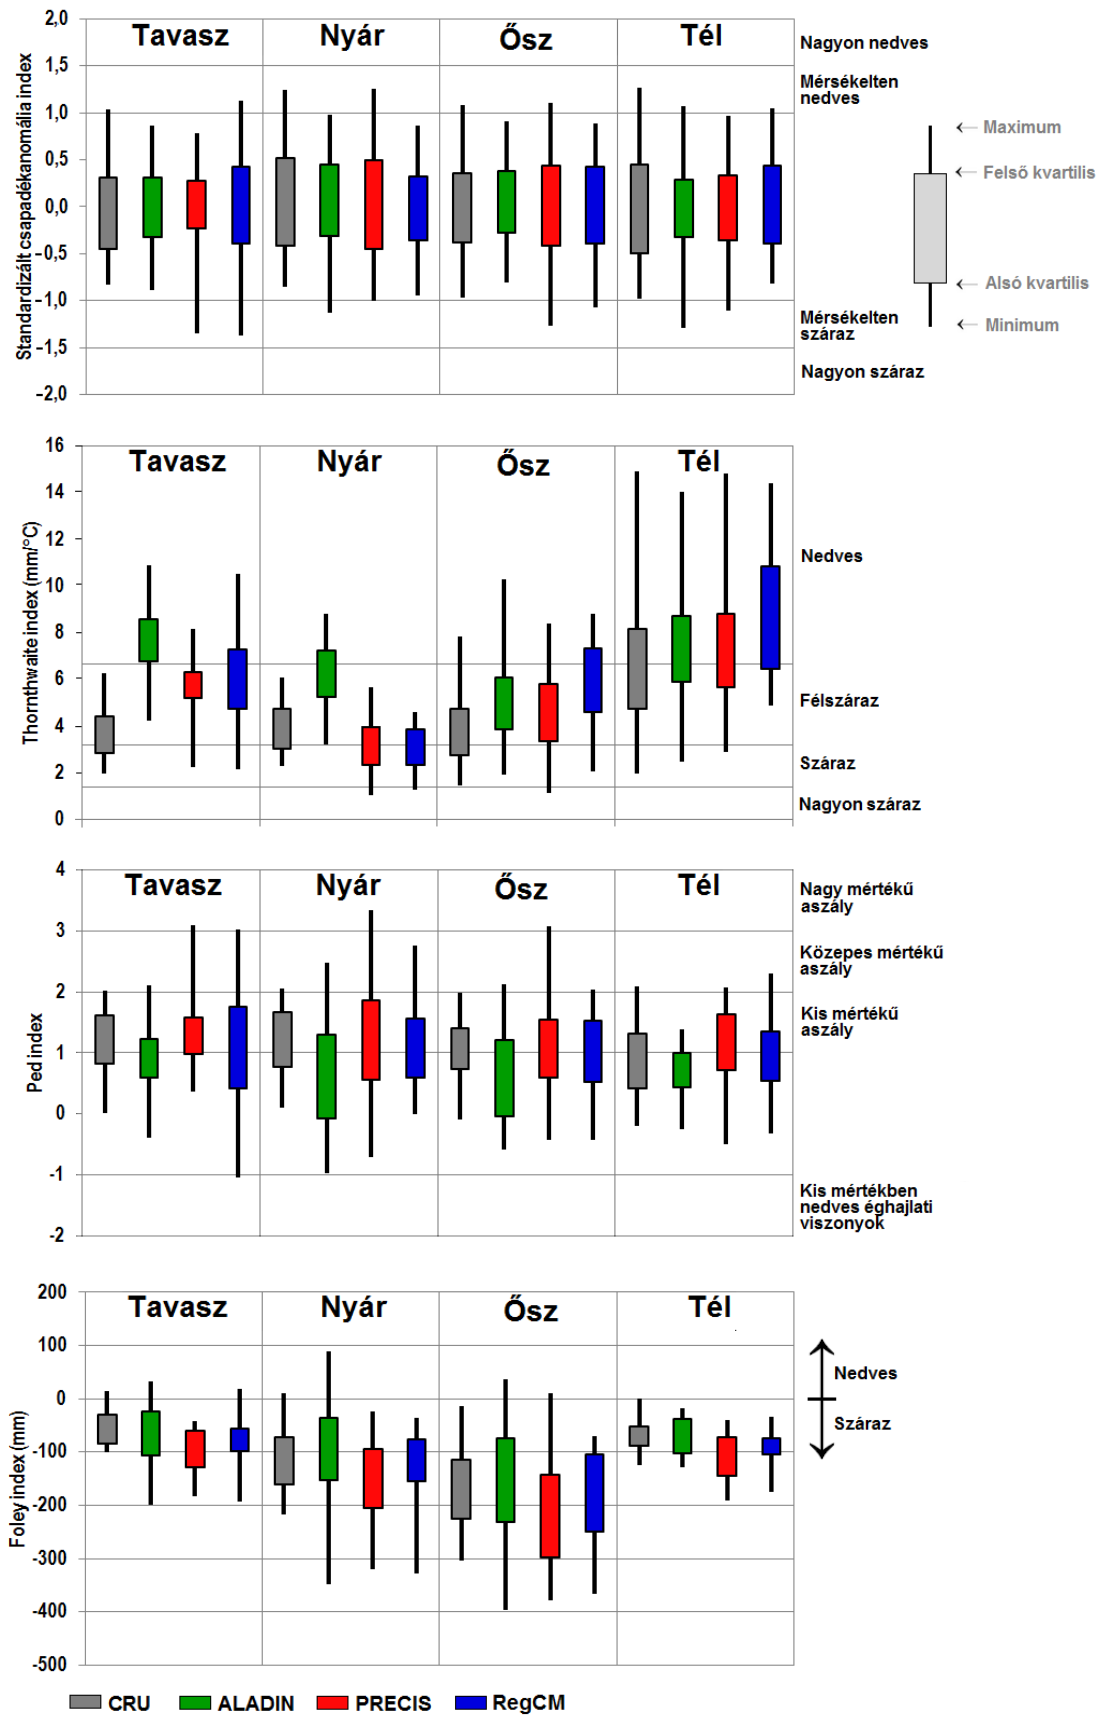 Standardizált csapadékanomália index
2,0
1,5
1,0
0,5
0,0
-0,5
-1,0
-1,5
-2,0
Tavasz
Nyár
Ősz
Tél
Nagyon nedves
Mérsékelten
nedves
Mérsékelten
száraz
Nagyon száraz
Maximum
Felső kvartilis
Alsó kvartilis
Minimum
Thornthwaite index (mm/°C)
16
14
12
10
8
6
4
2
0
Tavasz
Nyár
Ősz
Tél
Nedves
Félszáraz
Száraz
Nagyon száraz
Ped index
4
3
2
1
0
-1
-2
Tavasz
Nyár
Ősz
Tél
Nagy mértékű
aszály
Közepes mértékű
aszály
Kis mértékű
aszály
Kis mértékben
nedves éghajlati
viszonyok
Foley index (mm)
200
100
0
-100
-200
-300
-400
-500
Tavasz
Nyár
Ősz
Tél
Nedves
Száraz
CRU
ALADIN
PRECIS
RegCM